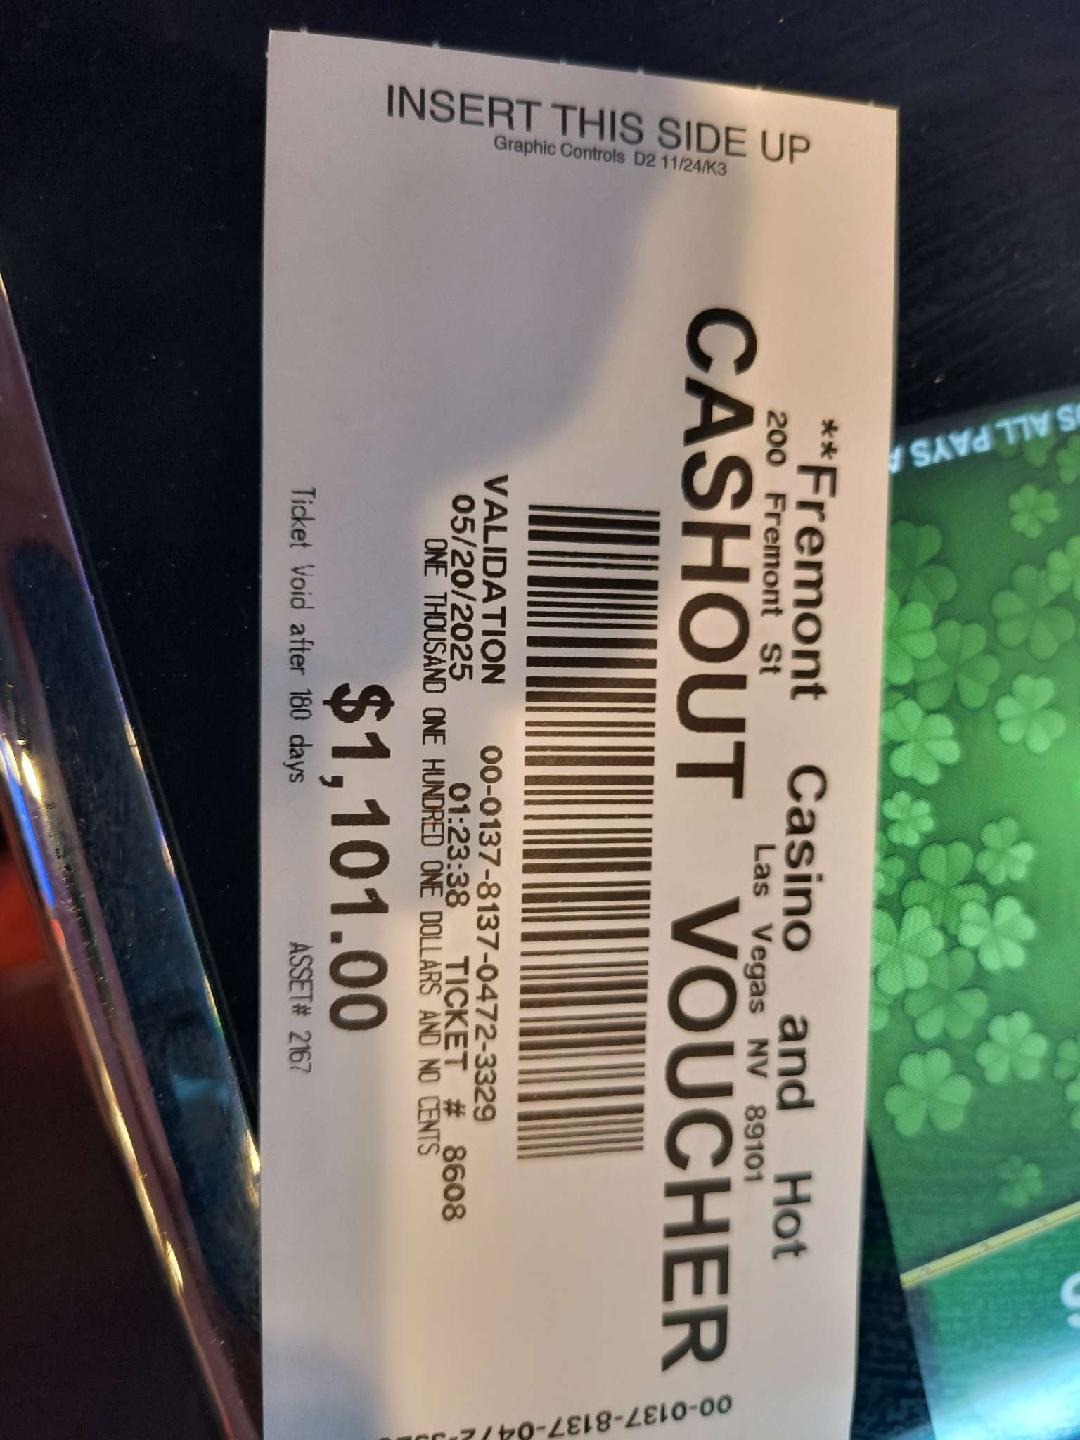 INSERT THIS SIDE UP
Graphic Controls D2 11/24/K3
**Fremont Casino and Hot
200 Fremont St Las Vegas NV 89101
CASHOUT VOUCHER
VALIDATION 00-0137-8137-0472-3329
05/20/2025 01:23:38 TICKET # 8608
ONE THOUSAND ONE HUNDRED ONE DOLLARS AND NO CENTS
$1,101.00
Ticket Void after 180 days ASSET# 2167
00-0137-8137-0472-
ALL PAYS